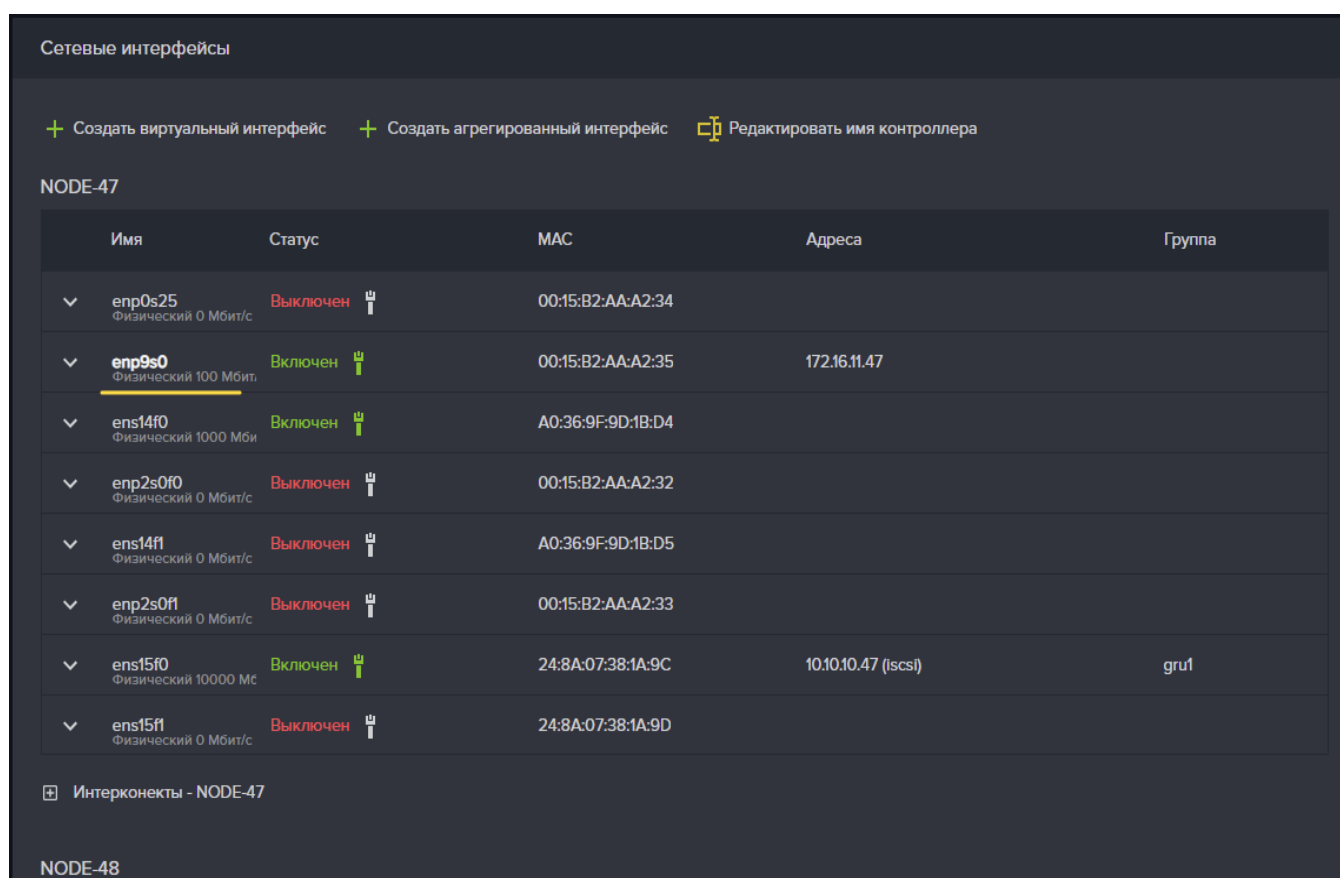 Сетевые интерфейсы
Создать виртуальный интерфейс Создать агрегированный интерфейс Редактировать имя контроллера
NODE-47
Имя Статус MAC Адреса Группа
enp0s25 Выключен 00:15:B2:AA:A2:34
Физический 0 Мбит/с
enp9s0 Включен 00:15:B2:AA:A2:35 172.16.11.47
Физический 100 Мбит/
ens14f0 Включен A0:36:9F:9D:1B:D4
Физический 1000 Мби
enp2s0f0 Выключен 00:15:B2:AA:A2:32
Физический 0 Мбит/с
ens14f1 Выключен A0:36:9F:9D:1B:D5
Физический 0 Мбит/с
enp2s0f1 Выключен 00:15:B2:AA:A2:33
Физический 0 Мбит/с
ens15f0 Включен 24:8A:07:38:1A:9C 10.10.10.47 (iscsi) gru1
Физический 10000 Мб
ens15f1 Выключен 24:8A:07:38:1A:9D
Физический 0 Мбит/с
Интерконекты - NODE-47
NODE-48